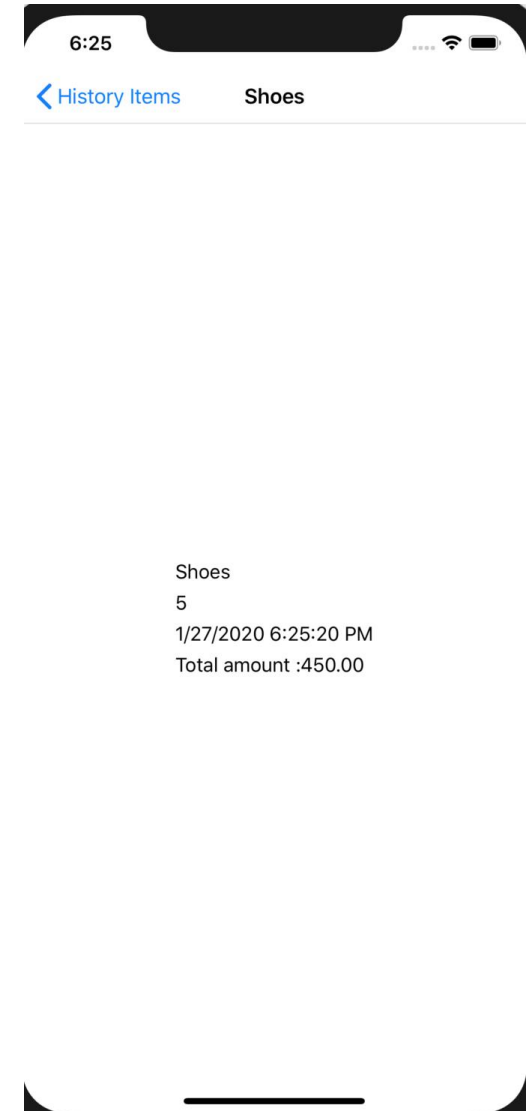 6:25
History Items Shoes
Shoes
5
1/27/2020 6:25:20 PM
Total amount :450.00